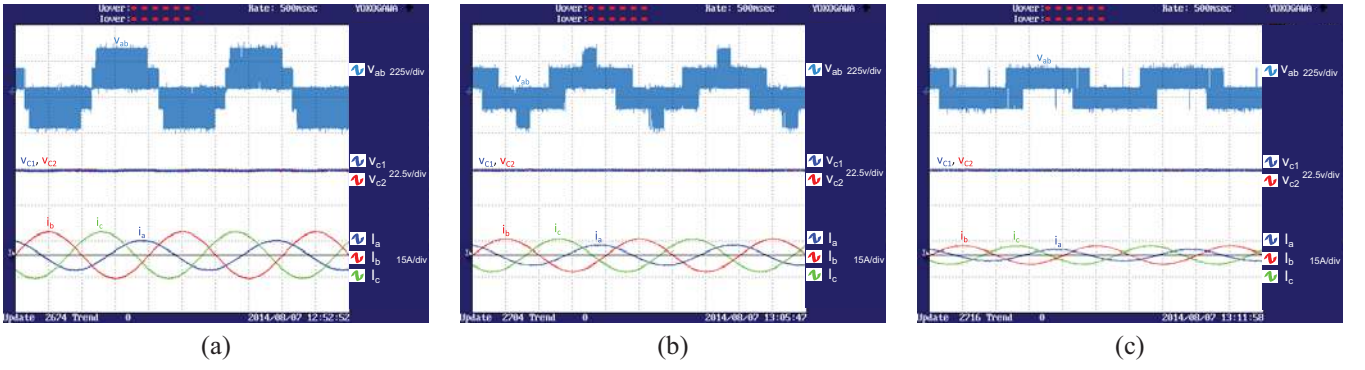 Uover: Rate: 500msec YOKOGAWA
Iover:
vab
Vab 225v/div
vC1, vC2
Vc1
22.5v/div
Vc2
ib ic ia
Ia
Ib 15A/div
Ic
Update 2674 Trend 0 2014/08/07 12:52:52
(a)
Uover: Rate: 500msec YOKOGAWA
Iover:
vab
Vab 225v/div
vC1, vC2
Vc1
22.5v/div
Vc2
ib ic ia
Ia
Ib 15A/div
Ic
Update 2704 Trend 0 2014/08/07 13:05:47
(b)
Uover: Rate: 500msec YOKOGAWA
Iover:
vab
Vab 225v/div
vC1, vC2
Vc1
22.5v/div
Vc2
ib ic ia
Ia
Ib 15A/div
Ic
Update 2716 Trend 0 2014/08/07 13:11:58
(c)